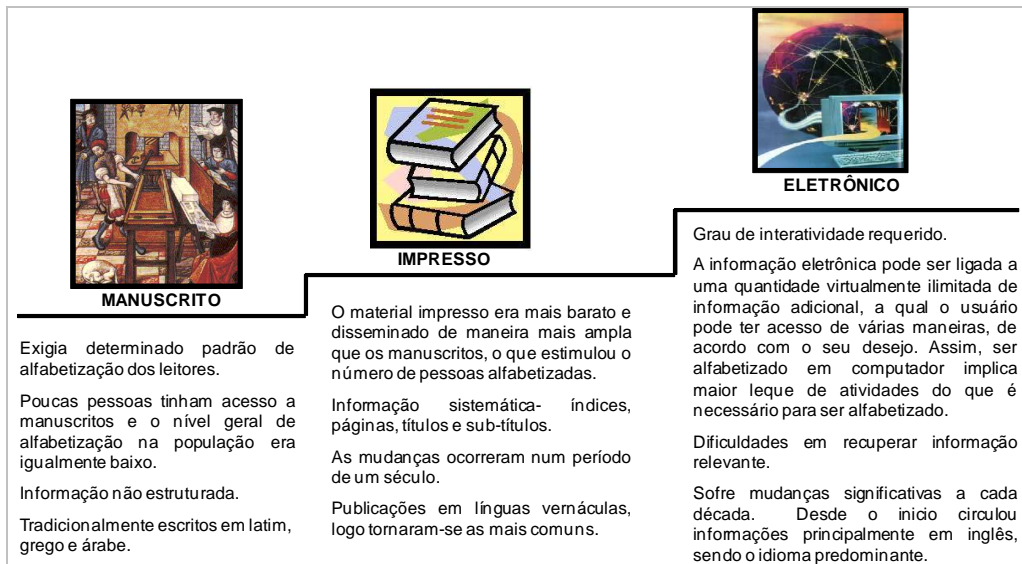 MANUSCRITO
Exigia determinado padrão de
alfabetização dos leitores.
Poucas pessoas tinham acesso a
manuscritos e o nível geral de
alfabetização na população era
igualmente baixo.
Informação não estruturada.
Tradicionalmente escritos em latim,
grego e árabe.
IMPRESSO
O material impresso era mais barato e
disseminado de maneira mais ampla
que os manuscritos, o que estimulou o
número de pessoas alfabetizadas.
Informação sistemática- índices,
páginas, títulos e sub-títulos.
As mudanças ocorreram num período
de um século.
Publicações em línguas vernáculas,
logo tornaram-se as mais comuns.
ELETRÔNICO
Grau de interatividade requerido.
A informação eletrônica pode ser ligada a
uma quantidade virtualmente ilimitada de
informação adicional, a qual o usuário
pode ter acesso de várias maneiras, de
acordo com o seu desejo. Assim, ser
alfabetizado em computador implica
maior leque de atividades do que é
necessário para ser alfabetizado.
Dificuldades em recuperar informação
relevante.
Sofre mudanças significativas a cada
década. Desde o inicio circulou
informações principalmente em inglês,
sendo o idioma predominante.